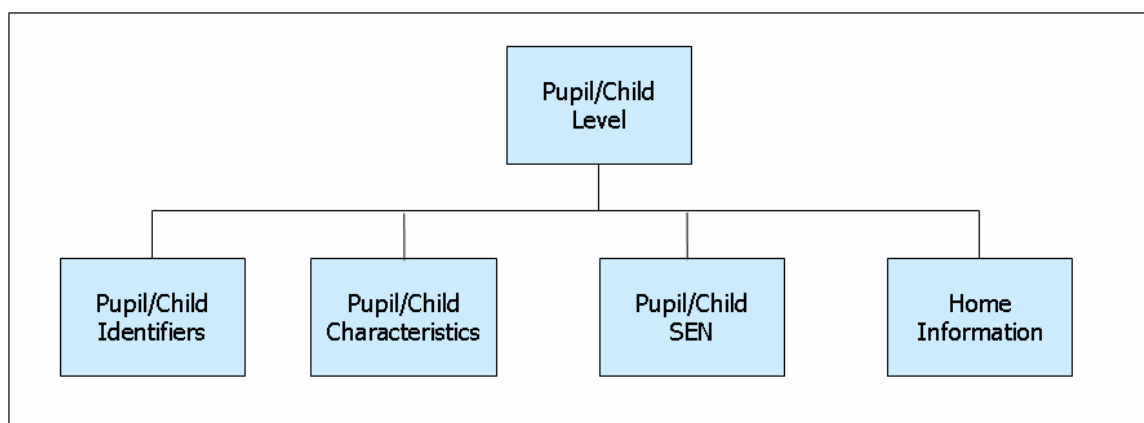 Pupil/Child
Level
Pupil/Child
Identifiers
Pupil/Child
Characteristics
Pupil/Child
SEN
Home
Information